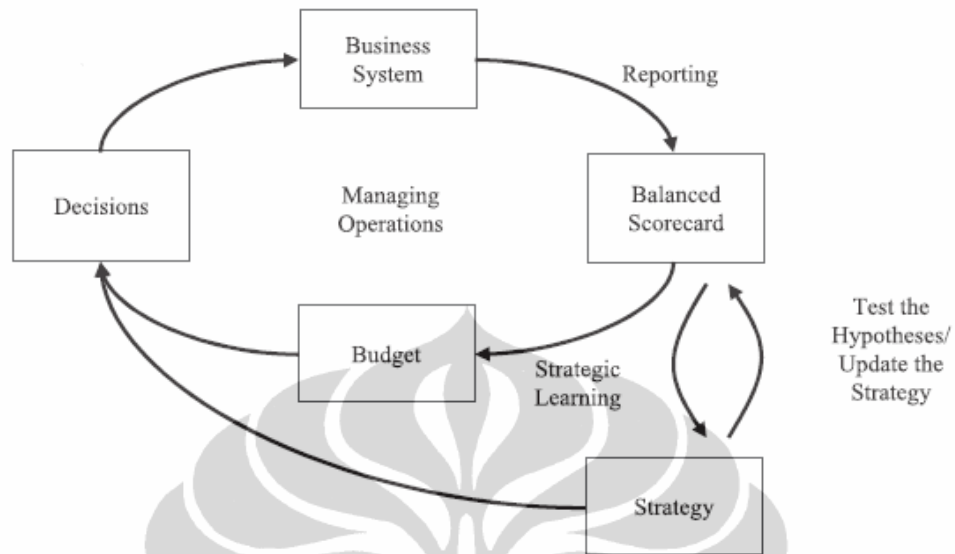 Business
System
Reporting
Decisions
Managing
Operations
Balanced
Scorecard
Test the
Hypotheses/
Update the
Strategy
Budget
Strategic
Learning
Strategy